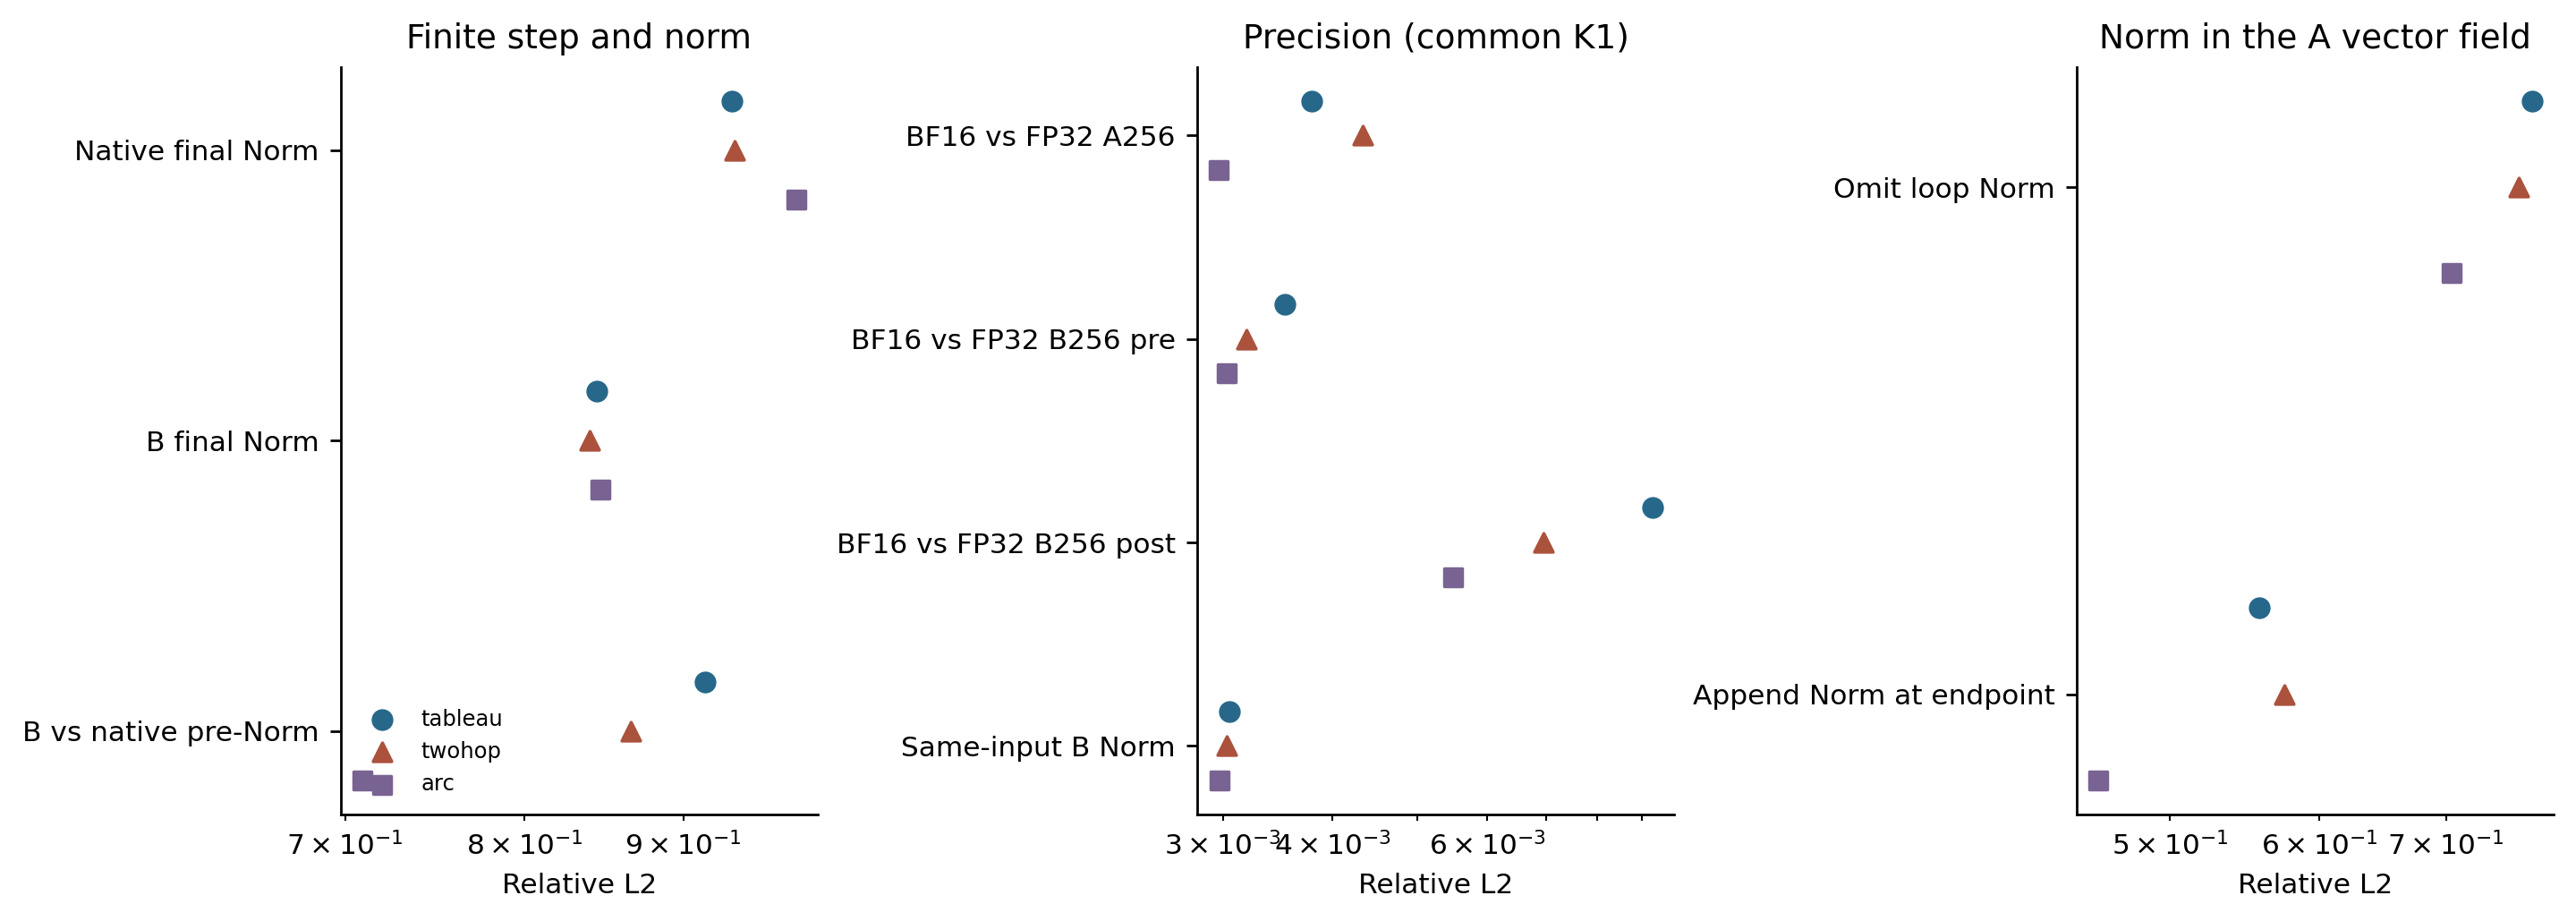 Finite step and norm
Native final Norm
B final Norm
B vs native pre-Norm
tableau
twohop
arc
7 × 10⁻¹
8 × 10⁻¹
9 × 10⁻¹
Relative L2
Precision (common K1)
BF16 vs FP32 A256
BF16 vs FP32 B256 pre
BF16 vs FP32 B256 post
Same-input B Norm
3 × 10⁻³
4 × 10⁻³
6 × 10⁻³
Relative L2
Norm in the A vector field
Omit loop Norm
Append Norm at endpoint
5 × 10⁻¹
6 × 10⁻¹
7 × 10⁻¹
Relative L2